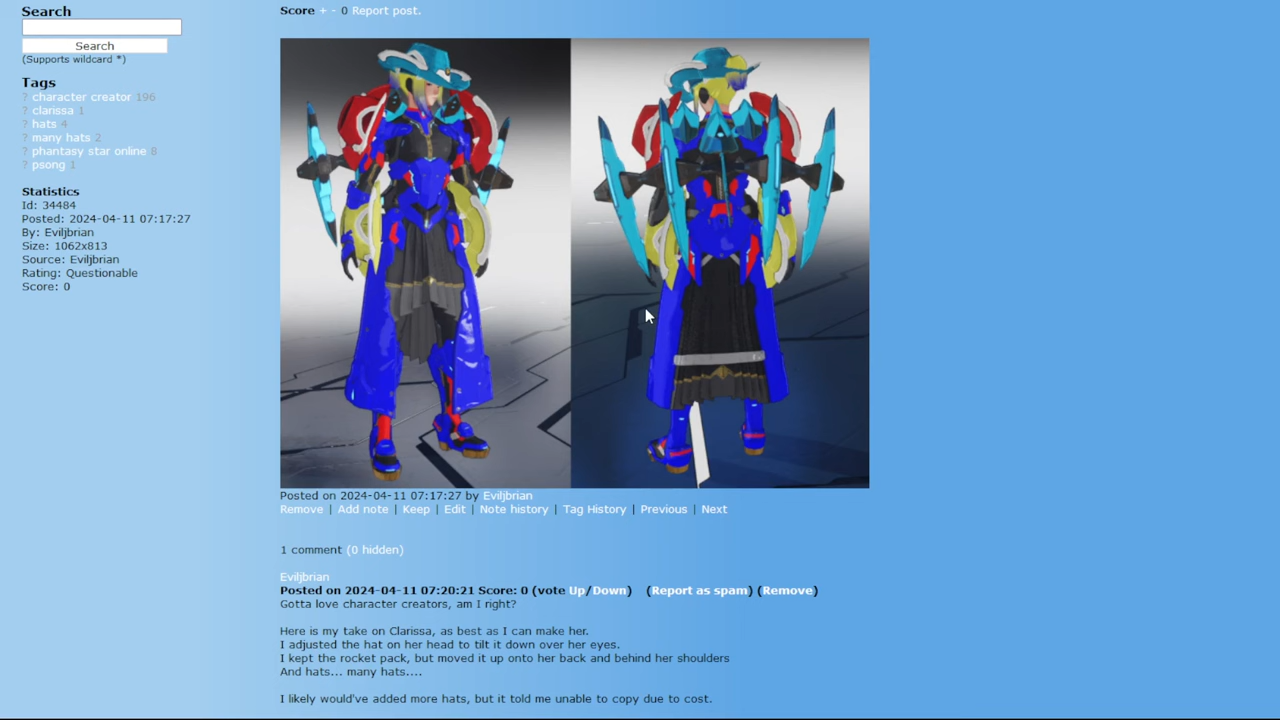 Search
Search
(Supports wildcard *)
Tags
? character creator 196
? clarissa 1
? hats 4
? many hats 2
? phantasy star online 8
? psong 1
Statistics
Id: 34484
Posted: 2024-04-11 07:17:27
By: Eviljbrian
Size: 1062x813
Source: Eviljbrian
Rating: Questionable
Score: 0
Score + - 0 Report post.
Posted on 2024-04-11 07:17:27 by Eviljbrian
Remove | Add note | Keep | Edit | Note history | Tag History | Previous | Next
1 comment (0 hidden)
Eviljbrian
Posted on 2024-04-11 07:20:21 Score: 0 (vote Up/Down) (Report as spam) (Remove)
Gotta love character creators, am I right?
Here is my take on Clarissa, as best as I can make her.
I adjusted the hat on her head to tilt it down over her eyes.
I kept the rocket pack, but moved it up onto her back and behind her shoulders
And hats... many hats....
I likely would've added more hats, but it told me unable to copy due to cost.